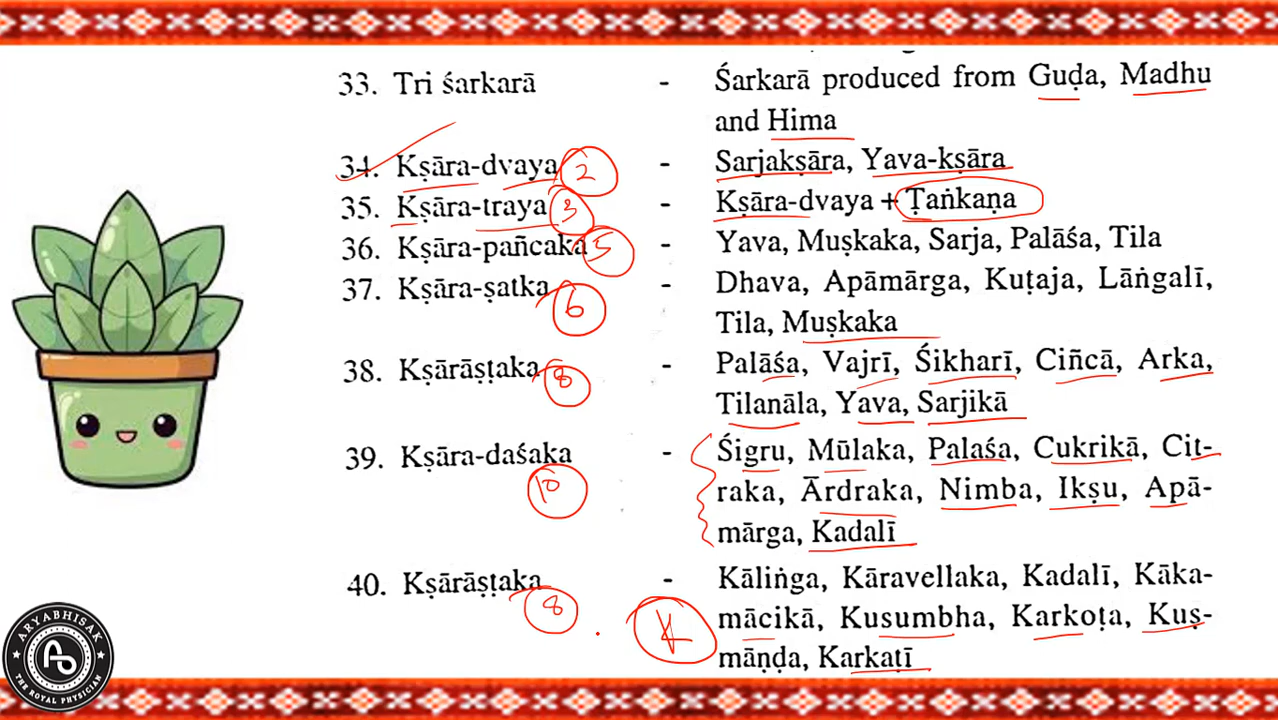 33. Tri śarkarā - Śarkarā produced from Guḍa, Madhu
and Hima
34. Kṣāra-dvaya 2 - Sarjakṣāra, Yava-kṣāra
35. Kṣāra-traya 3 - Kṣāra-dvaya + Ṭaṅkaṇa
36. Kṣāra-pañcaka 5 - Yava, Muṣkaka, Sarja, Palāśa, Tila
37. Kṣāra-ṣatka 6 - Dhava, Apāmārga, Kuṭaja, Lāṅgalī,
Tila, Muṣkaka
38. Kṣārāṣṭaka 8 - Palāśa, Vajrī, Śikharī, Ciñcā, Arka,
Tilanāla, Yava, Sarjikā
39. Kṣāra-daśaka - Śigru, Mūlaka, Palaśa, Cukrikā, Cit-
10 raka, Ārdraka, Nimba, Ikṣu, Apā-
mārga, Kadalī
40. Kṣārāṣṭaka - Kāliṅga, Kāravellaka, Kadalī, Kāka-
8 K mācikā, Kusumbha, Karkoṭa, Kuṣ-
māṇḍa, Karkaṭī
ARYABHISAK
THE ROYAL PHYSICIAN